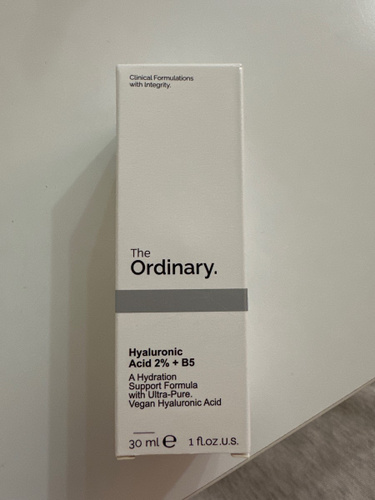 Clinical Formulations
with Integrity.
The
Ordinary.
Hyaluronic
Acid 2% + B5
A Hydration
Support Formula
with Ultra-Pure.
Vegan Hyaluronic Acid
30 ml ℮ 1 fl.oz.u.s.